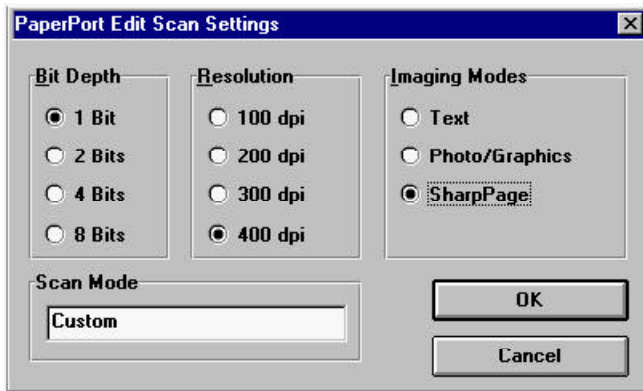 PaperPort Edit Scan Settings
Bit Depth
1 Bit
2 Bits
4 Bits
8 Bits
Resolution
100 dpi
200 dpi
300 dpi
400 dpi
Imaging Modes
Text
Photo/Graphics
SharpPage
Scan Mode
Custom
OK
Cancel